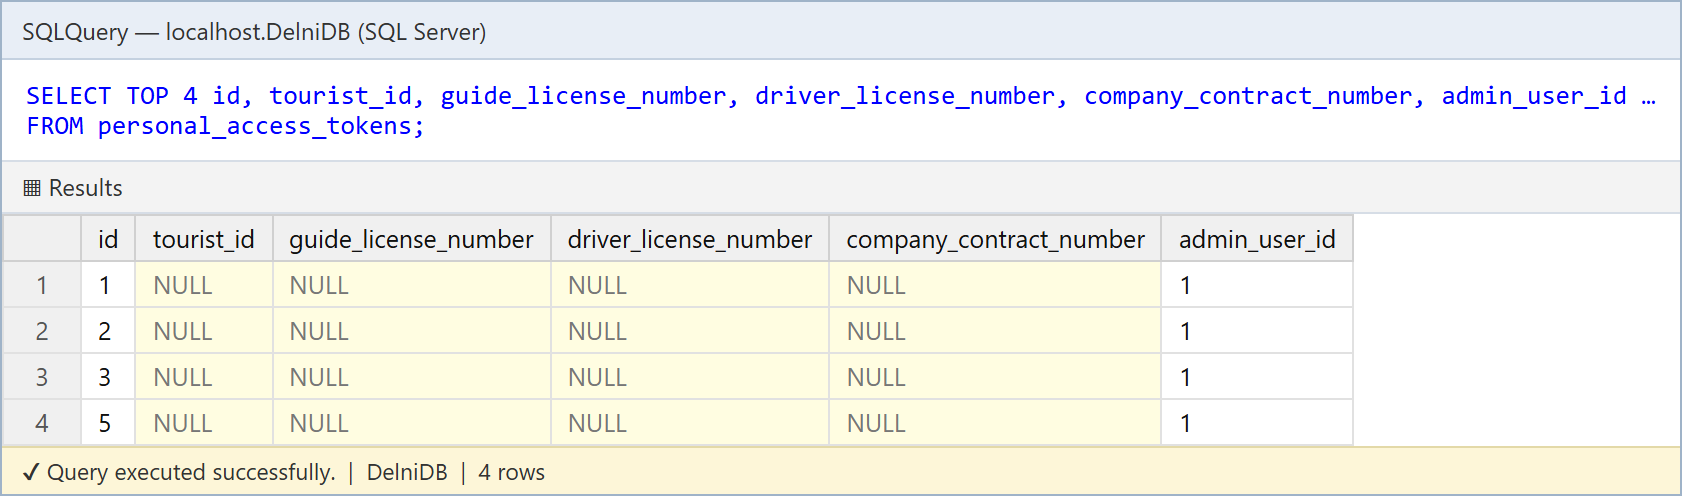 SQLQuery — localhost.DelniDB (SQL Server)
SELECT TOP 4 id, tourist_id, guide_license_number, driver_license_number, company_contract_number, admin_user_id …
FROM personal_access_tokens;
▦ Results
id tourist_id guide_license_number driver_license_number company_contract_number admin_user_id
1 1 NULL NULL NULL NULL 1
2 2 NULL NULL NULL NULL 1
3 3 NULL NULL NULL NULL 1
4 5 NULL NULL NULL NULL 1
✓ Query executed successfully. | DelniDB | 4 rows